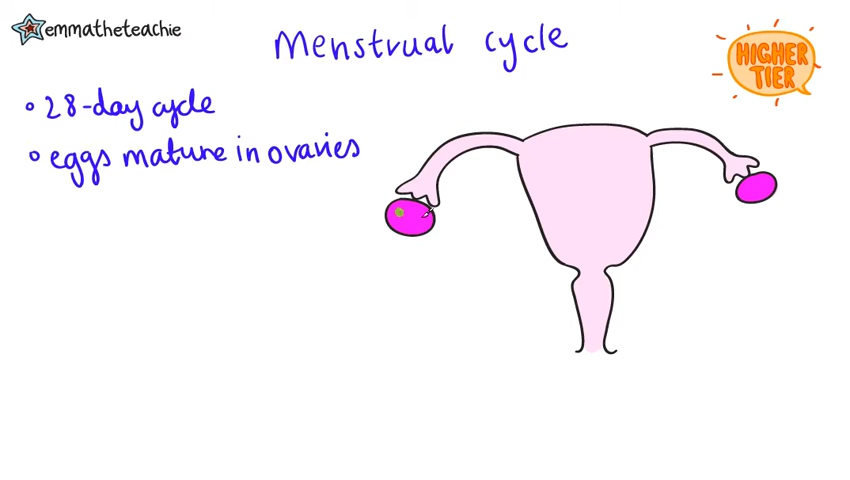 emmatheteachie
Menstrual cycle
HIGHER
TIER
28-day cycle
eggs mature in ovaries